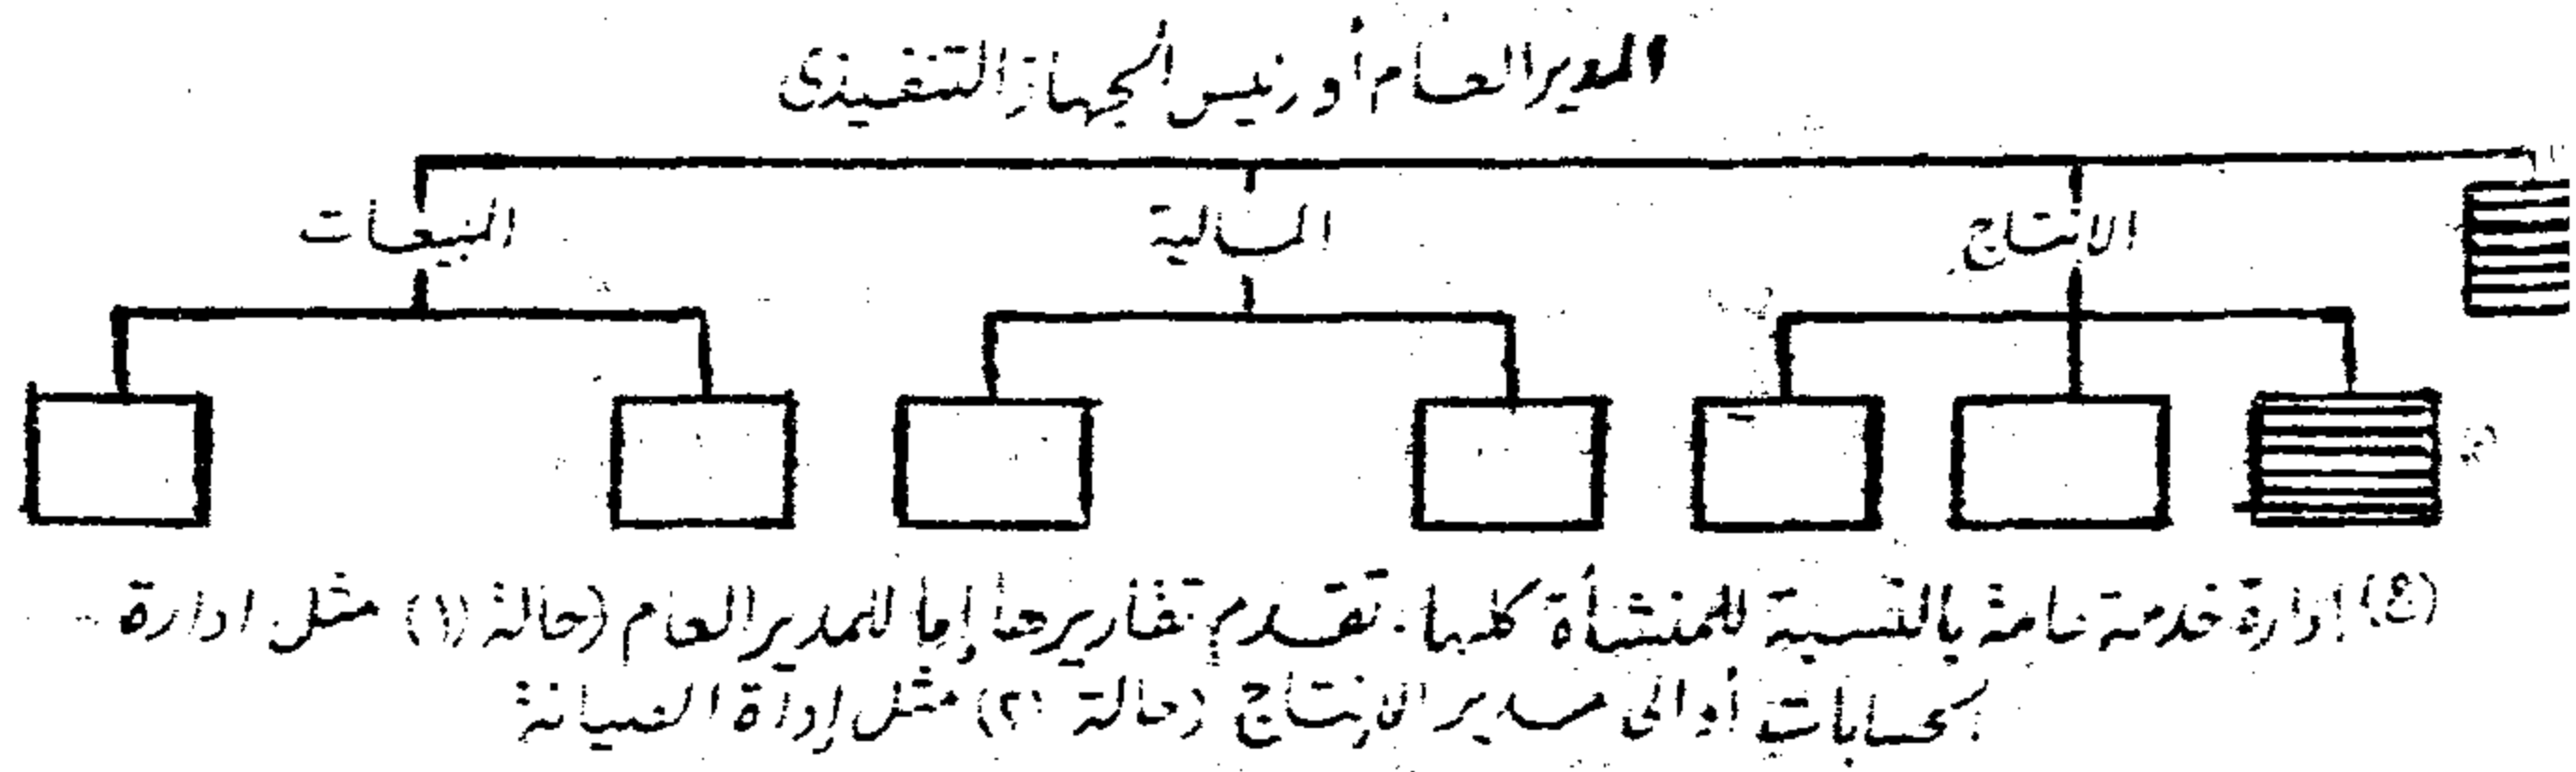 المدير العام أو رئيس الجهاز التنفيذى
الانتاج
المالية
المبيعات
(٤) إدارة خدمة عامة بالنسبة للمنشأة كلها . تقدم تقاريرها إما للمدير العام (حالة (١) مثل ادارة
الحسابات أو الى مدير الانتاج (حالة ٢) مثل إدارة الصيانة